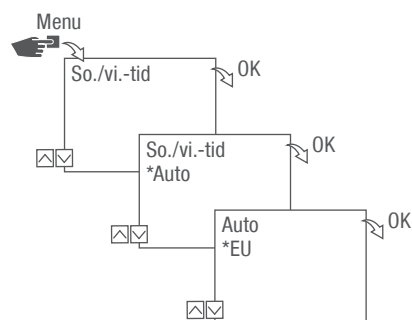 Menu
So./vi.-tid
OK
So./vi.-tid
*Auto
OK
Auto
*EU
OK